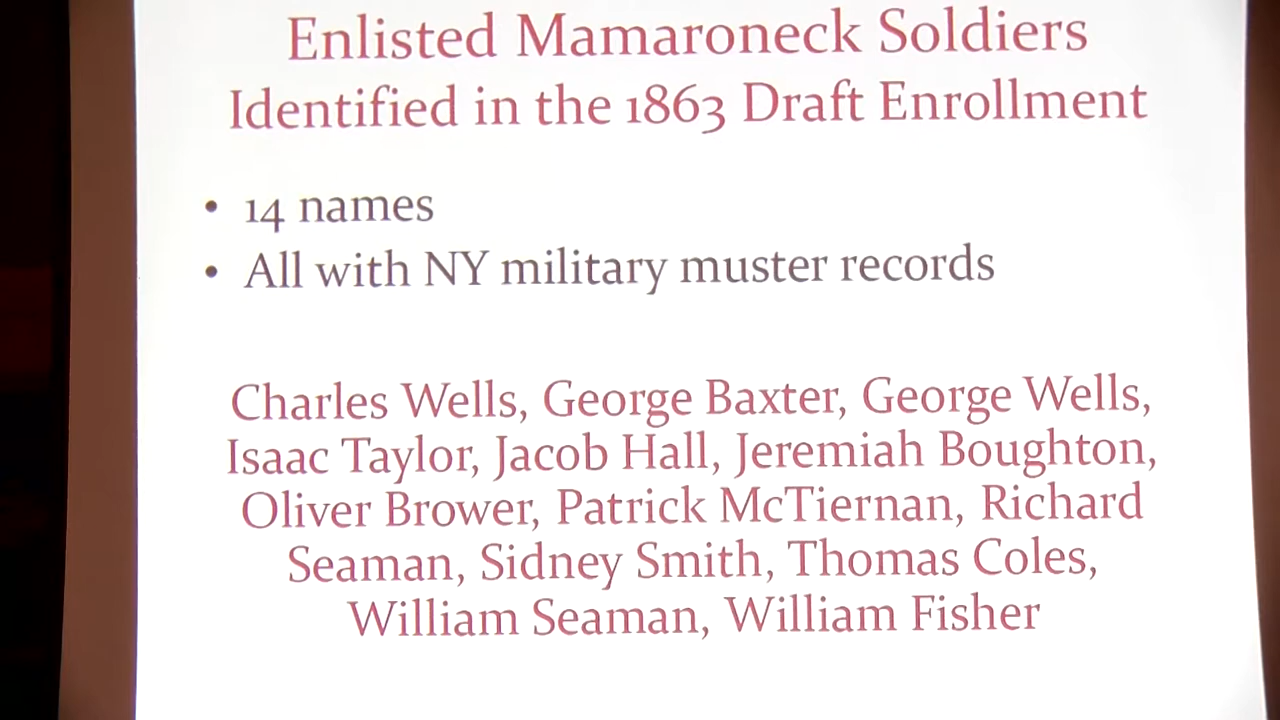 Enlisted Mamaroneck Soldiers
Identified in the 1863 Draft Enrollment
• 14 names
• All with NY military muster records
Charles Wells, George Baxter, George Wells,
Isaac Taylor, Jacob Hall, Jeremiah Boughton,
Oliver Brower, Patrick McTiernan, Richard
Seaman, Sidney Smith, Thomas Coles,
William Seaman, William Fisher